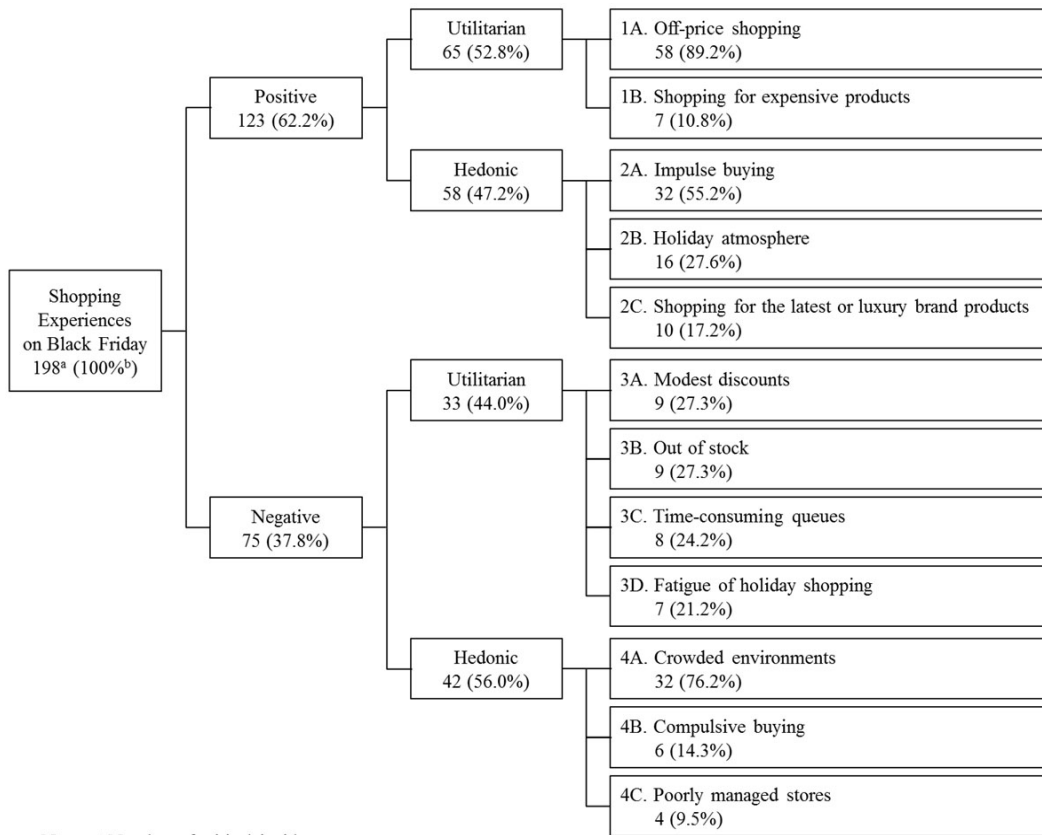 Shopping
Experiences
on Black Friday
198ᵃ (100%ᵇ)
Positive
123 (62.2%)
Utilitarian
65 (52.8%)
1A. Off-price shopping
58 (89.2%)
1B. Shopping for expensive products
7 (10.8%)
Hedonic
58 (47.2%)
2A. Impulse buying
32 (55.2%)
2B. Holiday atmosphere
16 (27.6%)
2C. Shopping for the latest or luxury brand products
10 (17.2%)
Negative
75 (37.8%)
Utilitarian
33 (44.0%)
3A. Modest discounts
9 (27.3%)
3B. Out of stock
9 (27.3%)
3C. Time-consuming queues
8 (24.2%)
3D. Fatigue of holiday shopping
7 (21.2%)
Hedonic
42 (56.0%)
4A. Crowded environments
32 (76.2%)
4B. Compulsive buying
6 (14.3%)
4C. Poorly managed stores
4 (9.5%)